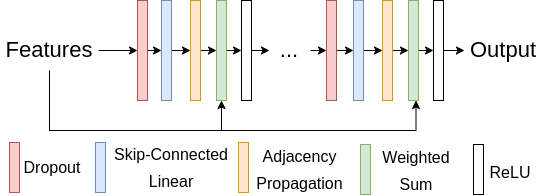 Features ... Output
Dropout
Skip-Connected
Linear
Adjacency
Propagation
Weighted
Sum
ReLU